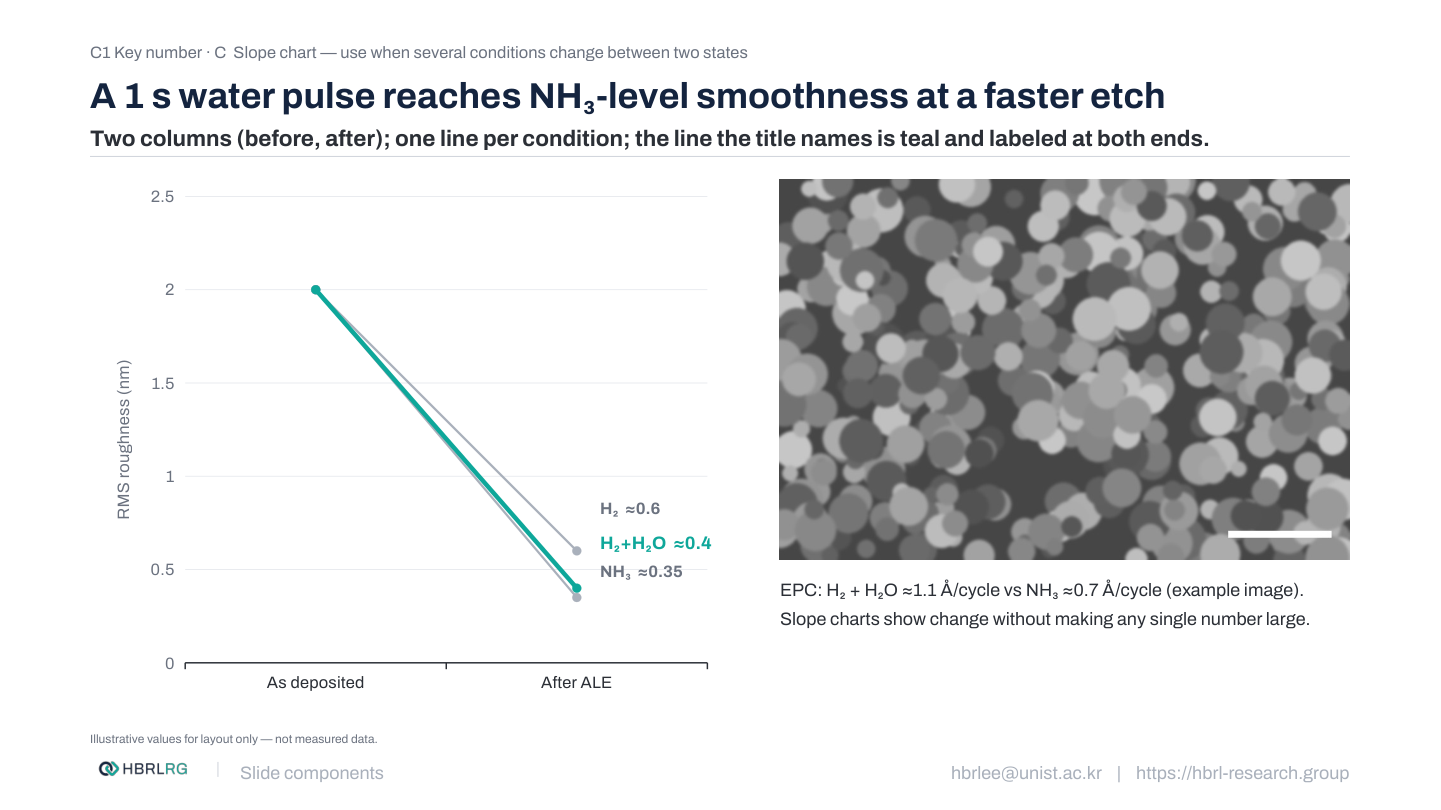 C1 Key number · C Slope chart — use when several conditions change between two states
A 1 s water pulse reaches NH₃-level smoothness at a faster etch
Two columns (before, after); one line per condition; the line the title names is teal and labeled at both ends.
2.5
2
1.5
1
0.5
0
RMS roughness (nm)
H₂ ≈0.6
H₂+H₂O ≈0.4
NH₃ ≈0.35
As deposited
After ALE
EPC: H₂ + H₂O ≈1.1 Å/cycle vs NH₃ ≈0.7 Å/cycle (example image).
Slope charts show change without making any single number large.
Illustrative values for layout only — not measured data.
HBRLRG
Slide components
hbrlee@unist.ac.kr | https://hbrl-research.group